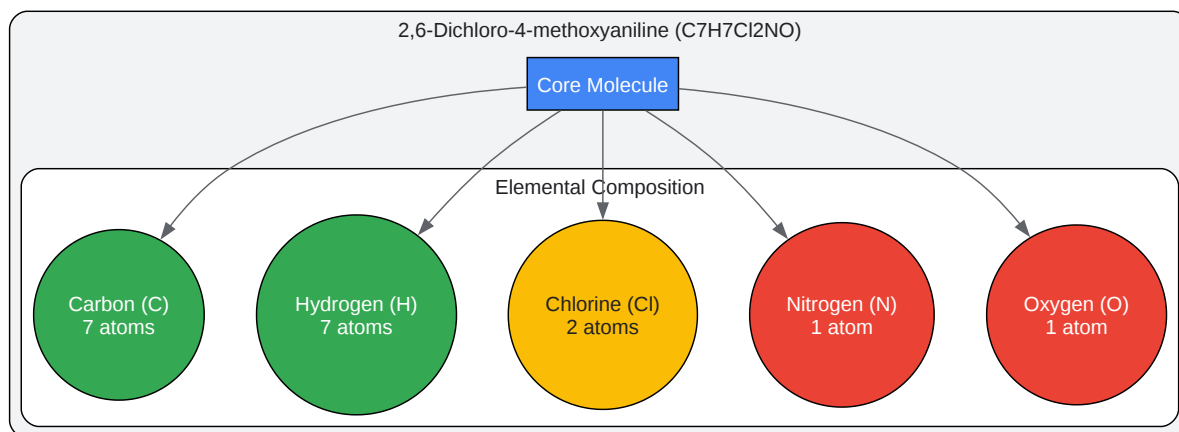 2,6-Dichloro-4-methoxyaniline (C7H7Cl2NO)
Core Molecule
Elemental Composition
Carbon (C)
7 atoms
Hydrogen (H)
7 atoms
Chlorine (Cl)
2 atoms
Nitrogen (N)
1 atom
Oxygen (O)
1 atom